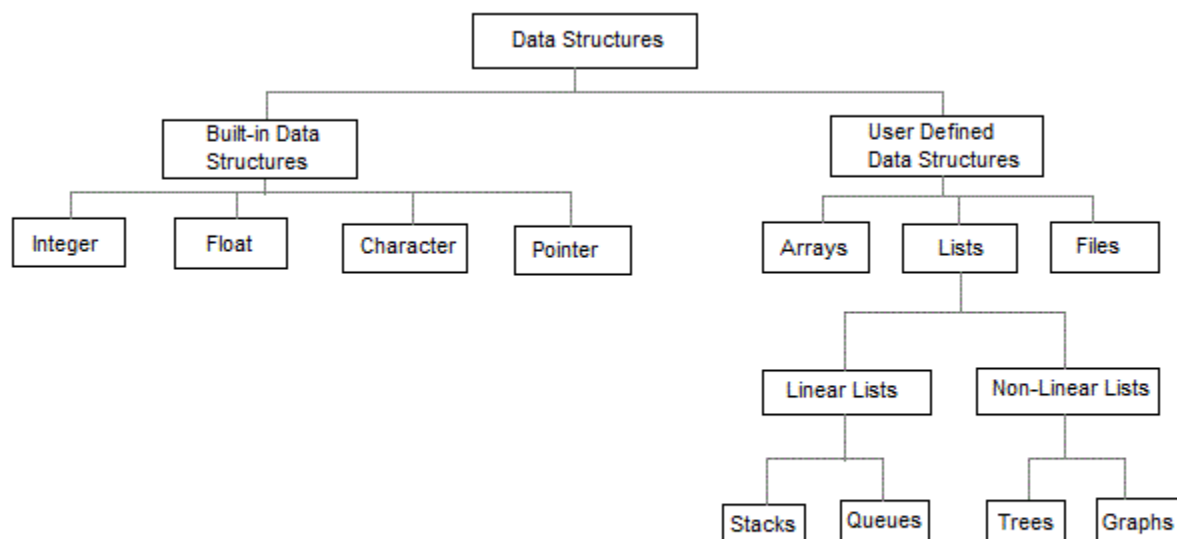 Data Structures
Built-in Data
Structures
User Defined
Data Structures
Integer
Float
Character
Pointer
Arrays
Lists
Files
Linear Lists
Non-Linear Lists
Stacks
Queues
Trees
Graphs